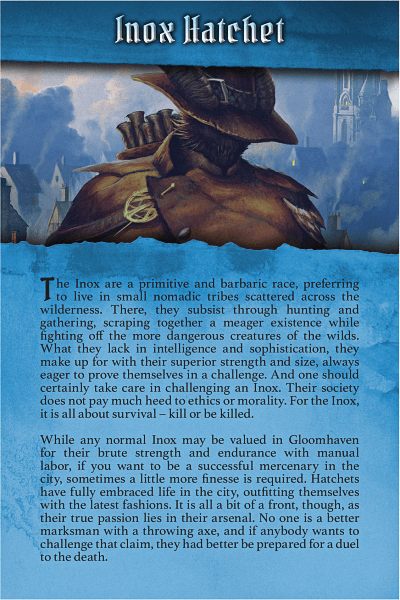 Inox Hatchet
The Inox are a primitive and barbaric race, preferring
to live in small nomadic tribes scattered across the
wilderness. There, they subsist through hunting and
gathering, scraping together a meager existence while
fighting off the more dangerous creatures of the wilds.
What they lack in intelligence and sophistication, they
make up for with their superior strength and size, always
eager to prove themselves in a challenge. And one should
certainly take care in challenging an Inox. Their society
does not pay much heed to ethics or morality. For the Inox,
it is all about survival – kill or be killed.
While any normal Inox may be valued in Gloomhaven
for their brute strength and endurance with manual
labor, if you want to be a successful mercenary in the
city, sometimes a little more finesse is required. Hatchets
have fully embraced life in the city, outfitting themselves
with the latest fashions. It is all a bit of a front, though, as
their true passion lies in their arsenal. No one is a better
marksman with a throwing axe, and if anybody wants to
challenge that claim, they had better be prepared for a duel
to the death.